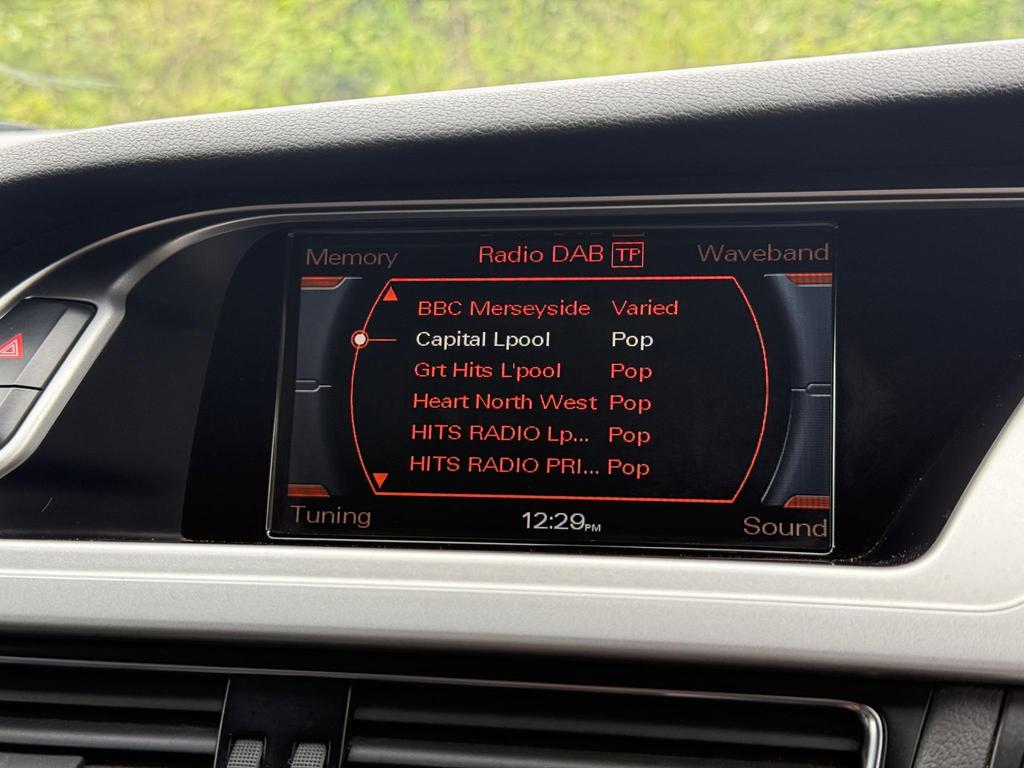 Memory Radio DAB TP Waveband
BBC Merseyside Varied
Capital Lpool Pop
Grt Hits L'pool Pop
Heart North West Pop
HITS RADIO Lp... Pop
HITS RADIO PRI... Pop
Tuning 12:29PM Sound